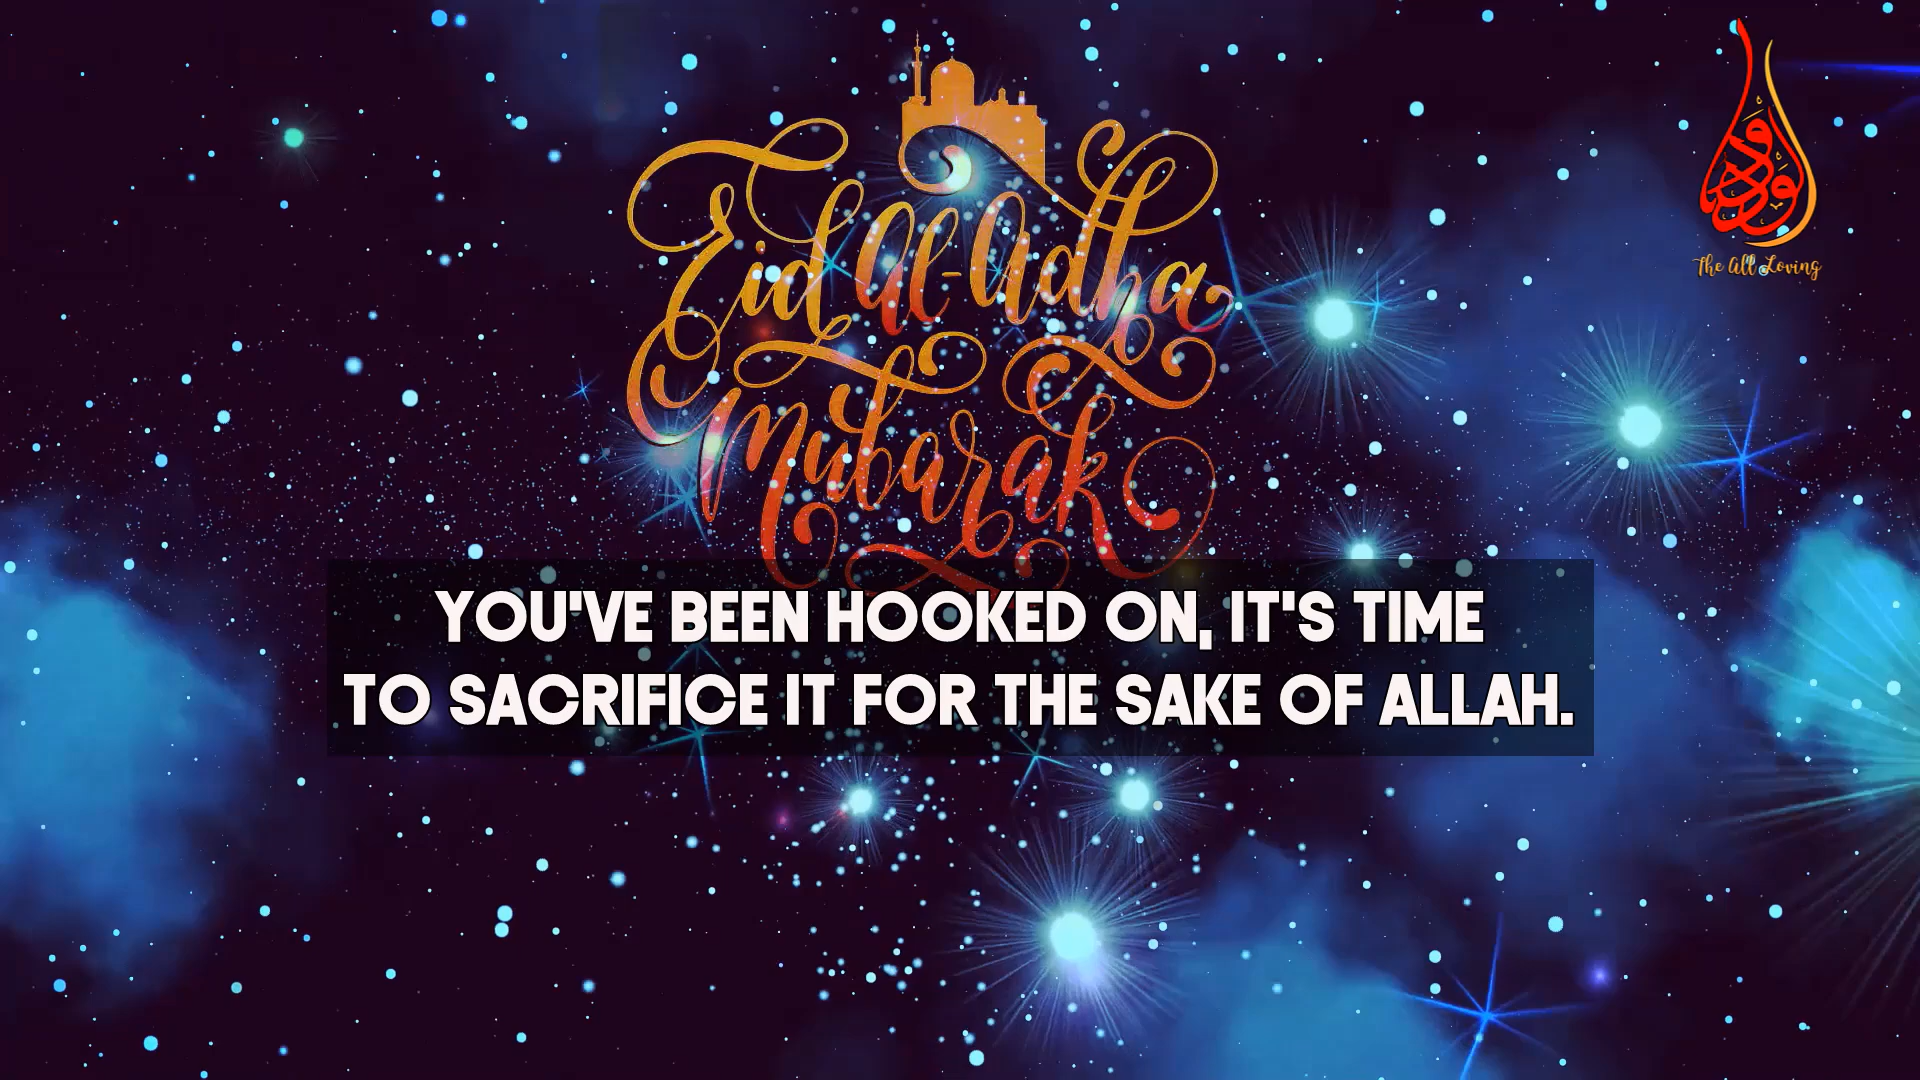 Eid al-Adha
Mubarak
The All Loving
YOU'VE BEEN HOOKED ON, IT'S TIME
TO SACRIFICE IT FOR THE SAKE OF ALLAH.